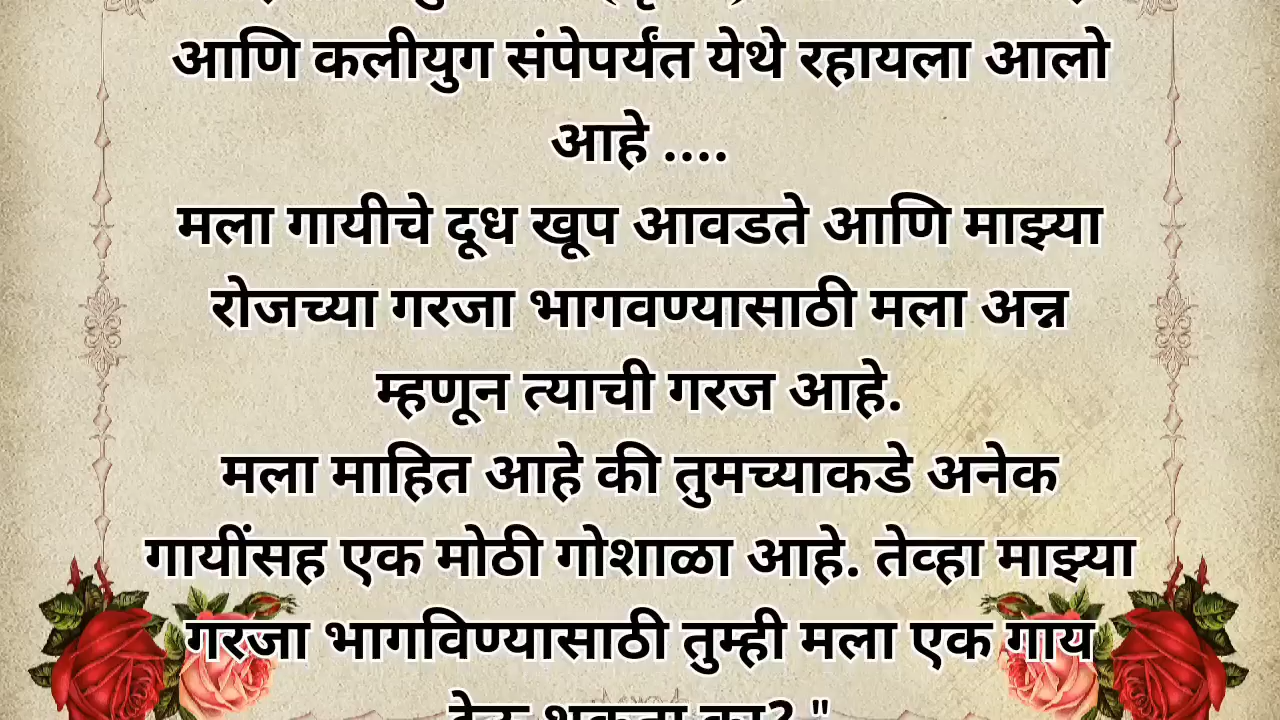 आणि कलीयुग संपेपर्यंत येथे रहायला आलो
आहे ....
मला गायीचे दूध खूप आवडते आणि माझ्या
रोजच्या गरजा भागवण्यासाठी मला अन्न
म्हणून त्याची गरज आहे.
मला माहित आहे की तुमच्याकडे अनेक
गायींसह एक मोठी गोशाळा आहे. तेव्हा माझ्या
गरजा भागविण्यासाठी तुम्ही मला एक गाय